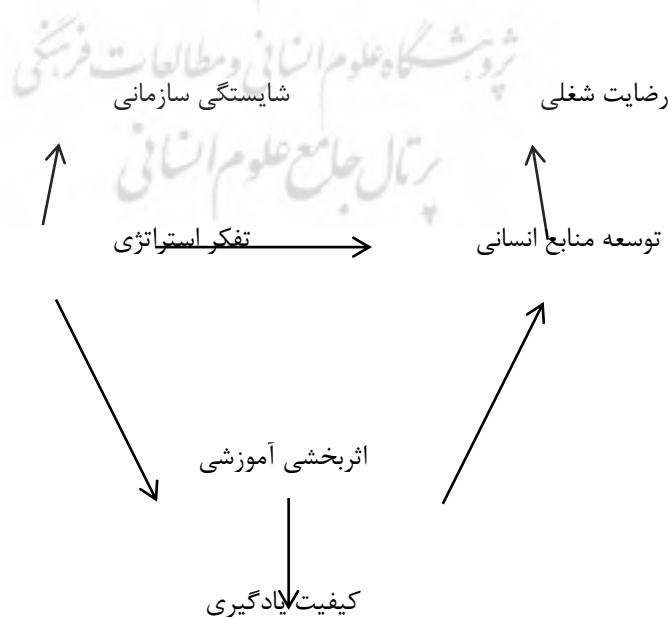 پژوهشگاه علوم انسانی و مطالعات فرهنگی
رضایت شغلی
شایستگی سازمانی
پرتال جامع علوم انسانی
توسعه منابع انسانی
تفکر استراتژی
اثربخشی آموزشی
کیفیت یادگیری